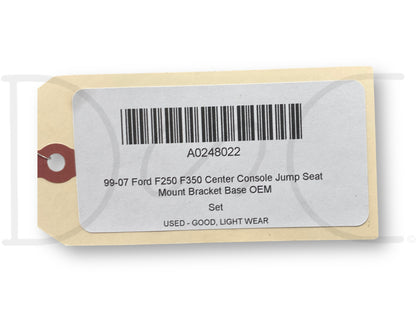 A0248022
99-07 Ford F250 F350 Center Console Jump Seat
Mount Bracket Base OEM
Set
USED - GOOD, LIGHT WEAR